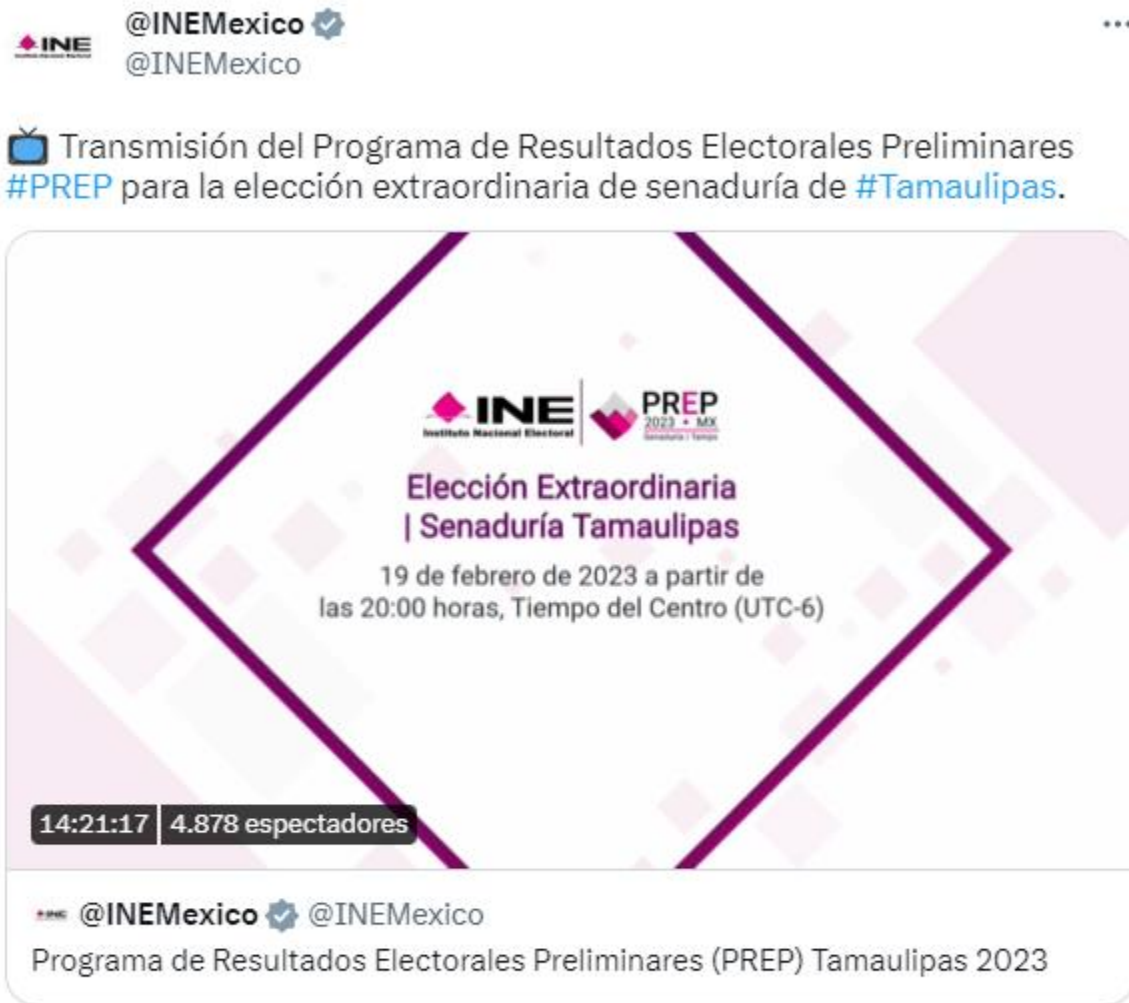 INE
@INEMexico
@INEMexico
Transmisión del Programa de Resultados Electorales Preliminares
#PREP para la elección extraordinaria de senaduría de #Tamaulipas.
INE
Instituto Nacional Electoral
PREP
2023 • MX
Senaduría | Tamps
Elección Extraordinaria
| Senaduría Tamaulipas
19 de febrero de 2023 a partir de
las 20:00 horas, Tiempo del Centro (UTC-6)
14:21:17 4.878 espectadores
@INEMexico @INEMexico
Programa de Resultados Electorales Preliminares (PREP) Tamaulipas 2023